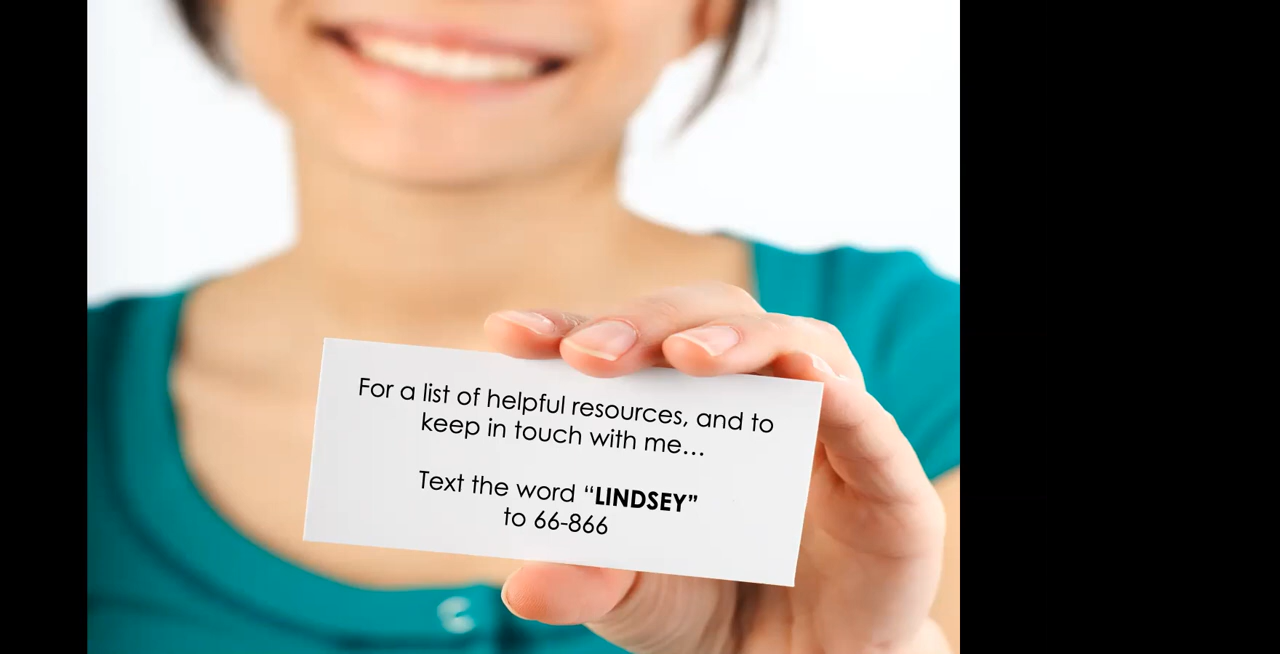 For a list of helpful resources, and to
keep in touch with me...
Text the word “LINDSEY”
to 66-866